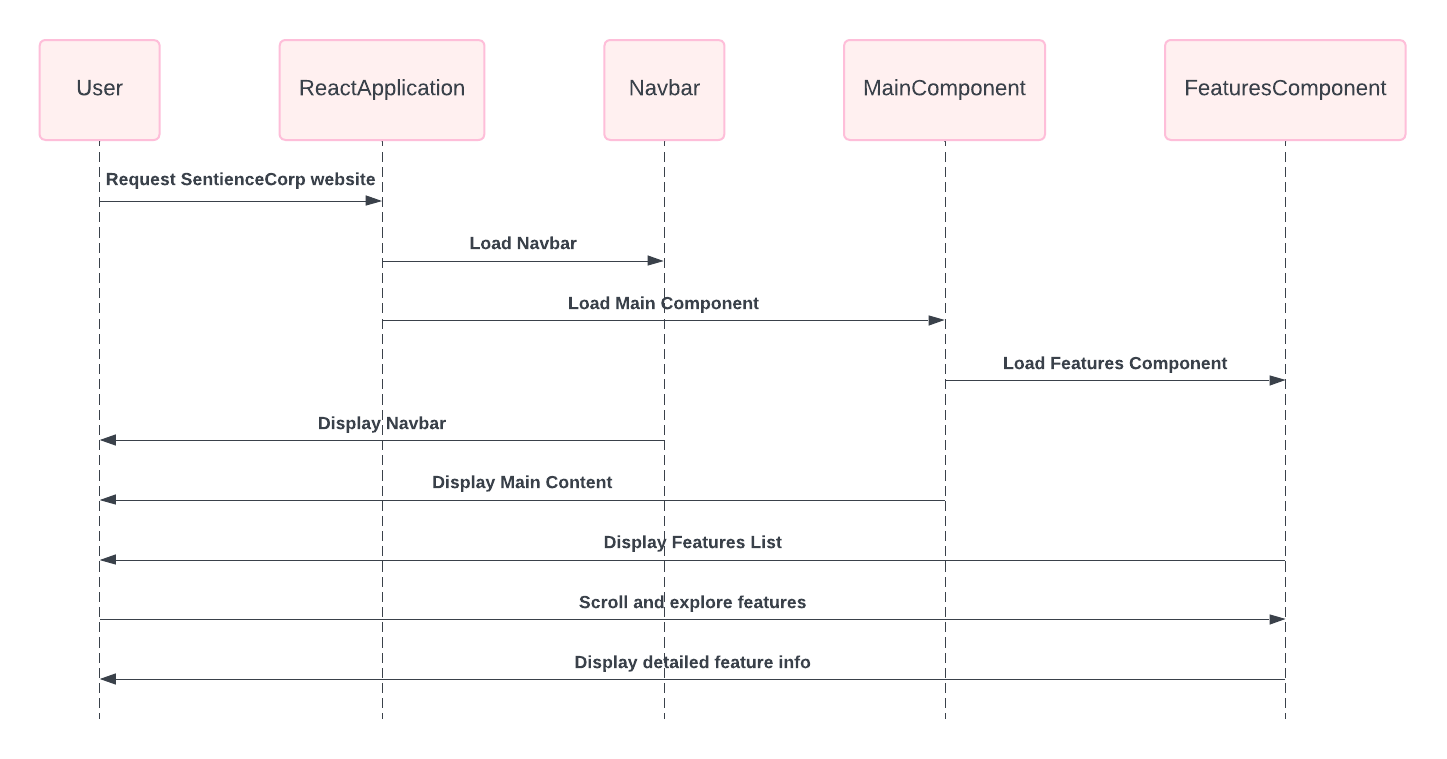 User
ReactApplication
Navbar
MainComponent
FeaturesComponent
Request SentienceCorp website
Load Navbar
Load Main Component
Load Features Component
Display Navbar
Display Main Content
Display Features List
Scroll and explore features
Display detailed feature info